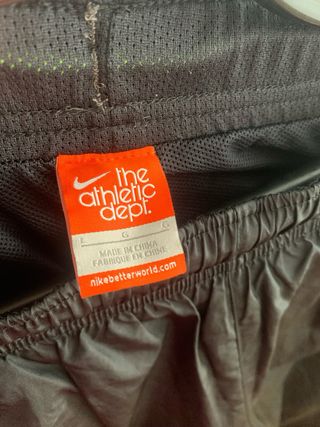 the
athletic
dept.
L G G
MADE IN CHINA
FABRIQUÉ EN CHINE
nikebetterworld.com